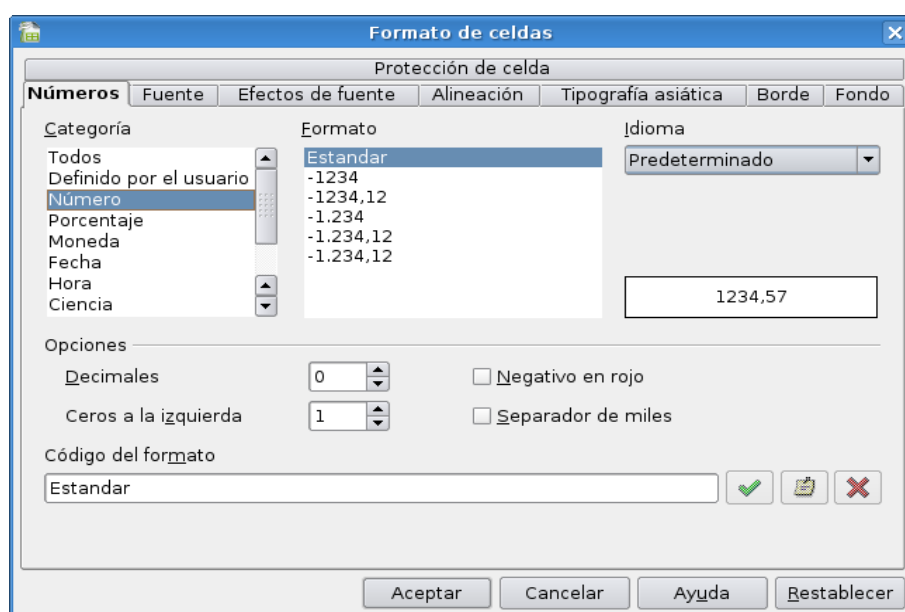 Formato de celdas
Protección de celda
Números Fuente Efectos de fuente Alineación Tipografía asiática Borde Fondo
Categoría Formato Idioma
Todos Estandar Predeterminado
Definido por el usuario -1234
Número -1234,12
Porcentaje -1.234
Moneda -1.234,12
Fecha -1.234,12
Hora
Ciencia 1234,57
Opciones
Decimales 0 Negativo en rojo
Ceros a la izquierda 1 Separador de miles
Código del formato
Estandar
Aceptar Cancelar Ayuda Restablecer